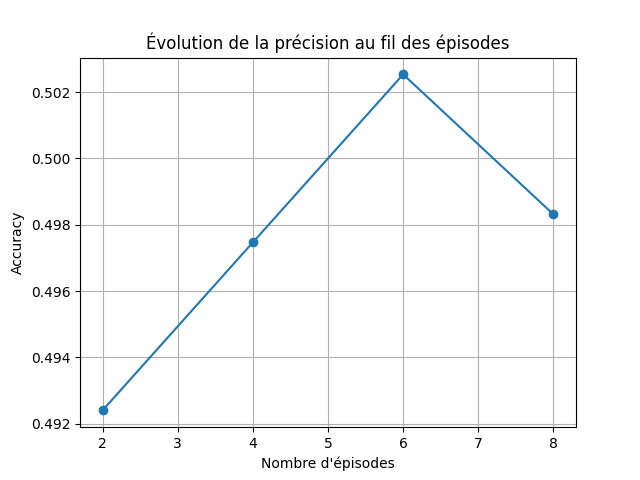 Évolution de la précision au fil des épisodes
0.502
0.500
0.498
0.496
0.494
0.492
Accuracy
2 3 4 5 6 7 8
Nombre d'épisodes